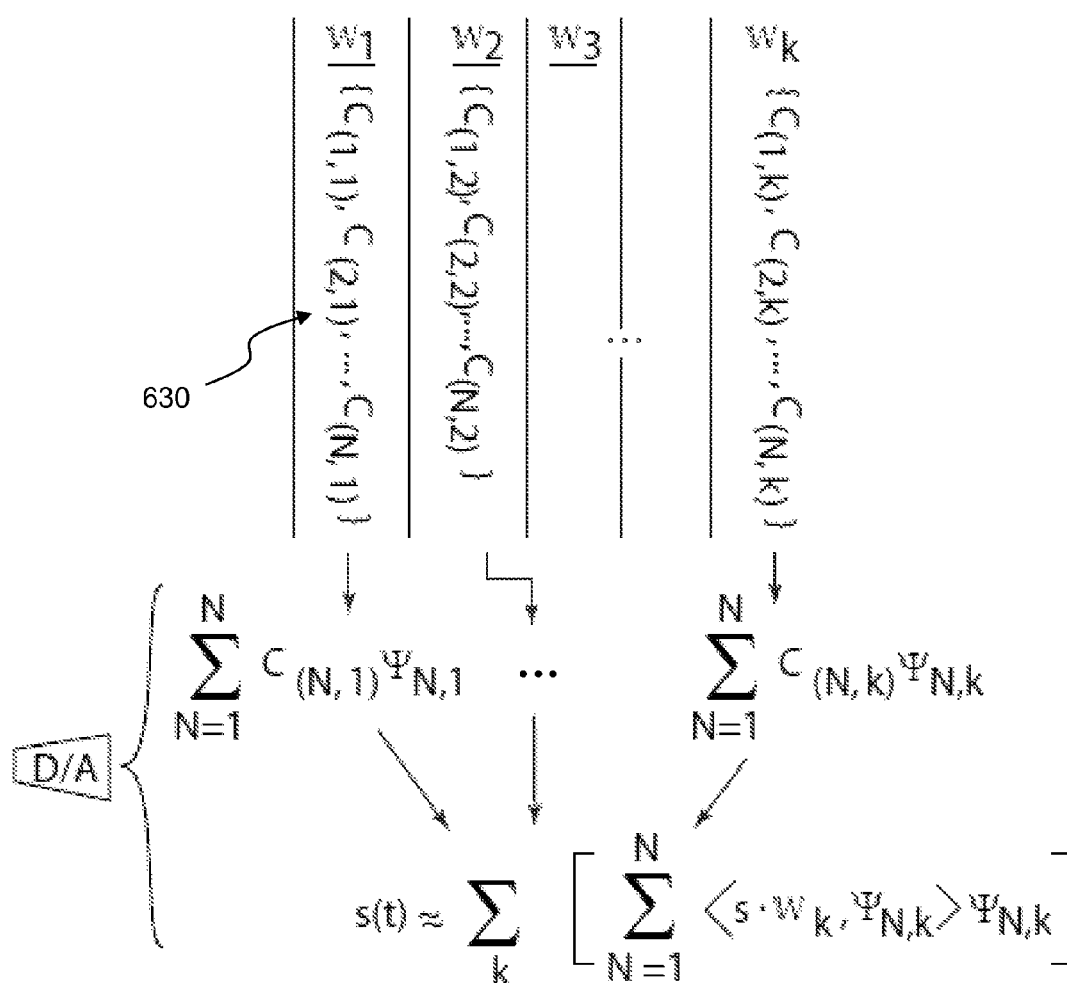 w1 w2 w3 wk
{C(1,1), C(2,1), ..., C(N,1)}
{C(1,2), C(2,2), ..., C(N,2)}
...
{C(1,k), C(2,k), ..., C(N,k)}
630
N
∑ C(N,1)ΨN,1
N=1
...
N
∑ C(N,k)ΨN,k
N=1
D/A
s(t) ≈ ∑k [ ∑N=1N <s·wk,ΨN,k> ΨN,k ]